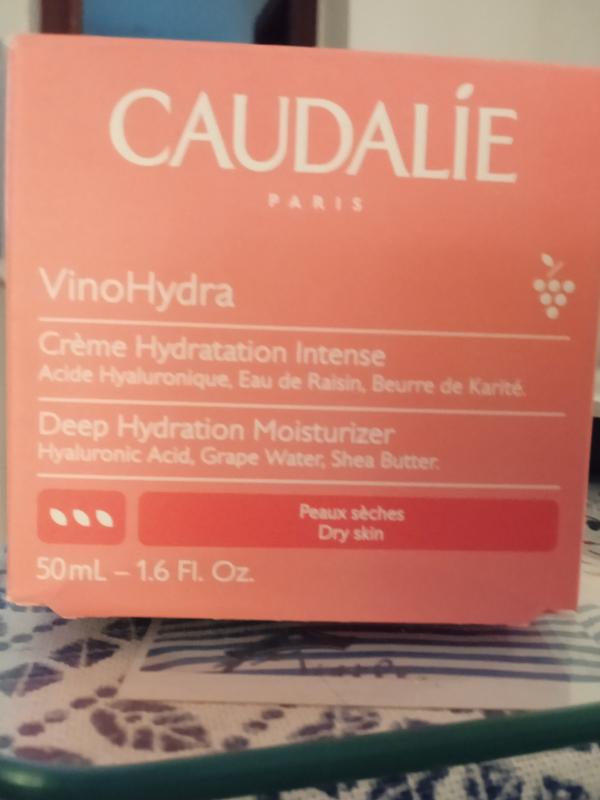 CAUDALÍE
PARIS
VinoHydra
Crème Hydratation Intense
Acide Hyaluronique, Eau de Raisin, Beurre de Karité.
Deep Hydration Moisturizer
Hyaluronic Acid, Grape Water, Shea Butter.
Peaux sèches
Dry skin
50mL – 1.6 Fl. Oz.